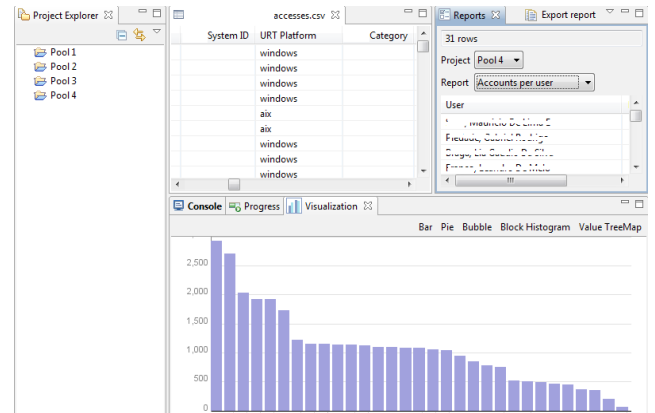 Project Explorer
Pool 1
Pool 2
Pool 3
Pool 4
accesses.csv
System ID URT Platform Category
windows
windows
windows
windows
aix
aix
windows
windows
windows
Reports Export report
31 rows
Project Pool 4
Report Accounts per user
User
Console Progress Visualization
Bar Pie Bubble Block Histogram Value TreeMap
2,500
2,000
1,500
1,000
500
0